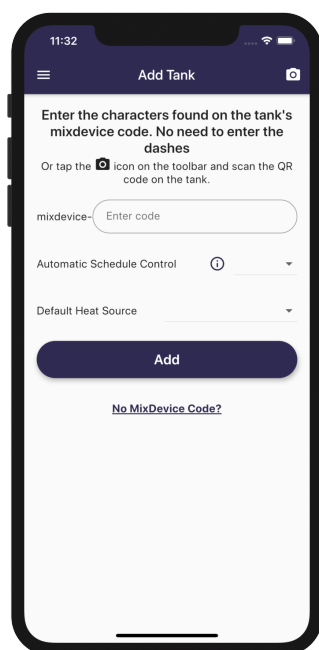 11:32
Add Tank
Enter the characters found on the tank's
mixdevice code. No need to enter the
dashes
Or tap the icon on the toolbar and scan the QR
code on the tank.
mixdevice- Enter code
Automatic Schedule Control
Default Heat Source
Add
No MixDevice Code?